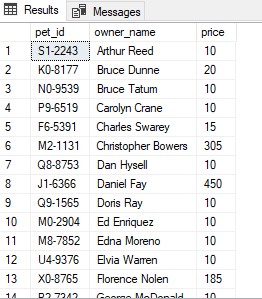 Results Messages
pet_id owner_name price
1 S1-2243 Arthur Reed 10
2 K0-8177 Bruce Dunne 20
3 N0-9539 Bruce Tatum 10
4 P9-6519 Carolyn Crane 10
5 F6-5391 Charles Swarey 15
6 M2-1131 Christopher Bowers 305
7 Q8-8753 Dan Hysell 10
8 J1-6366 Daniel Fay 450
9 Q9-1565 Doris Ray 10
10 M0-2904 Ed Enriquez 10
11 M8-7852 Edna Moreno 10
12 U4-9376 Elvia Warren 10
13 X0-8765 Florence Nolen 185
14 George McDonald